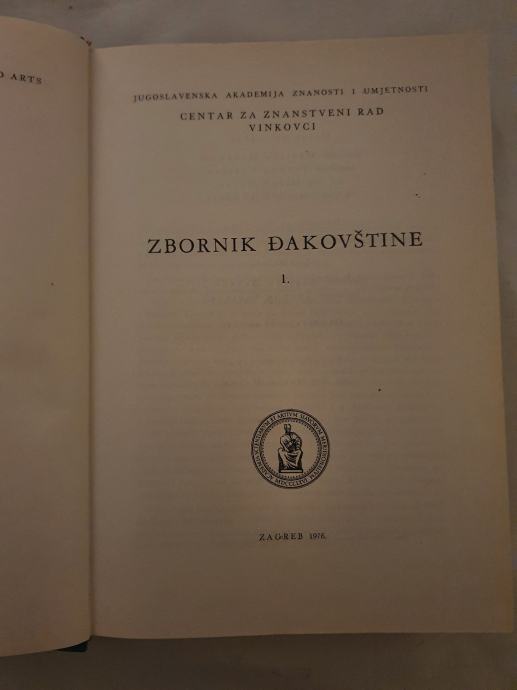 D ARTS
JUGOSLAVENSKA AKADEMIJA ZNANOSTI I UMJETNOSTI
CENTAR ZA ZNANSTVENI RAD
VINKOVCI
ZBORNIK ĐAKOVŠTINE
1.
ZAGREB 1976.